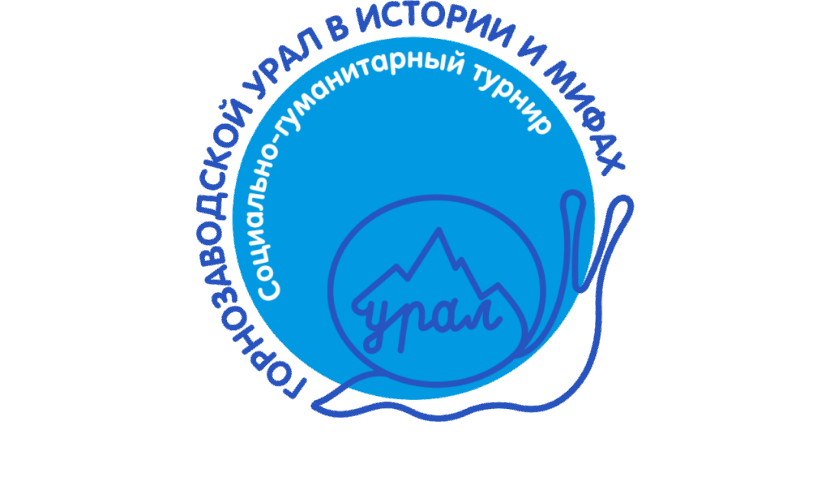 ГОРНОЗАВОДСКОЙ УРАЛ В ИСТОРИИ И МИФАХ
Социально-гуманитарный турнир
урал